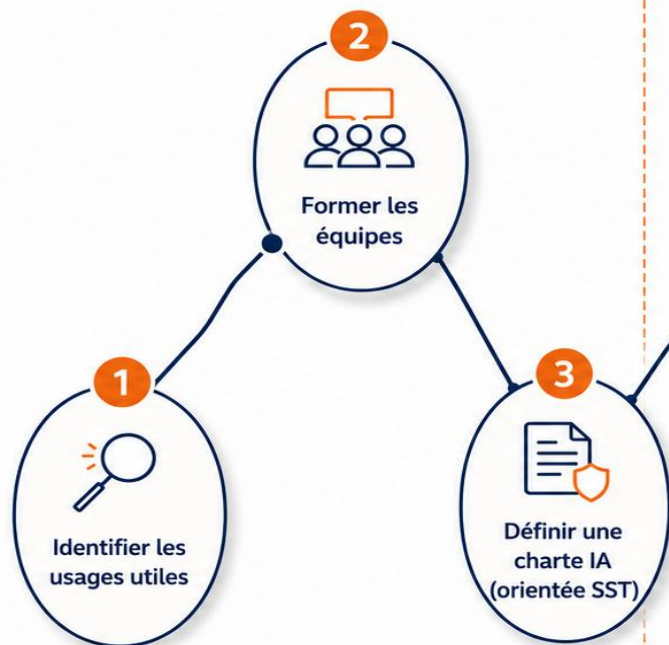 1
Identifier les
usages utiles
2
Former les
équipes
3
Définir une
charte IA
(orientée SST)